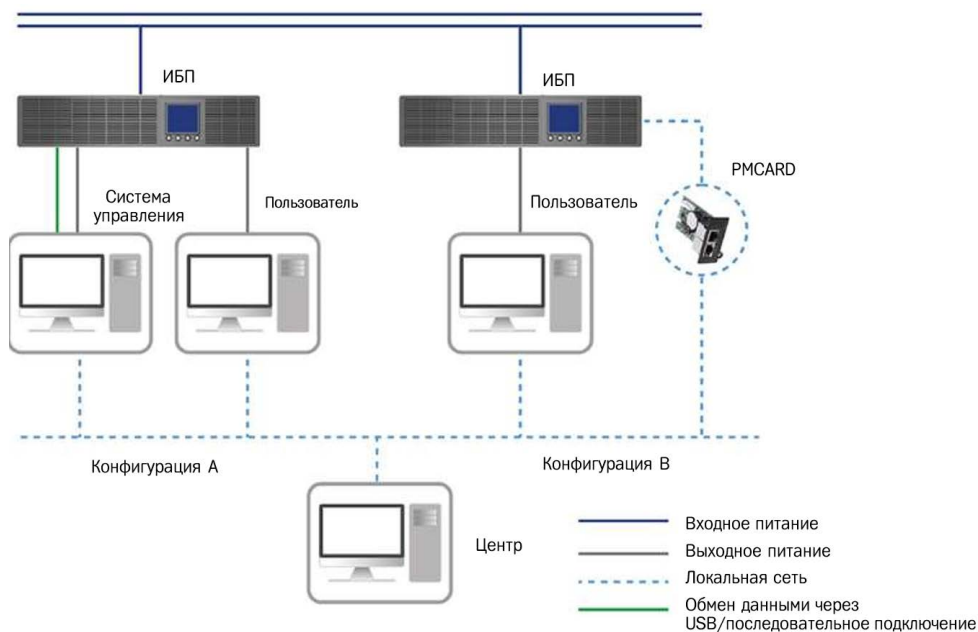 ИБП
ИБП
PMCARD
Система
управления
Пользователь
Пользователь
Конфигурация А
Конфигурация В
Центр
Входное питание
Выходное питание
Локальная сеть
Обмен данными через
USB/последовательное подключение